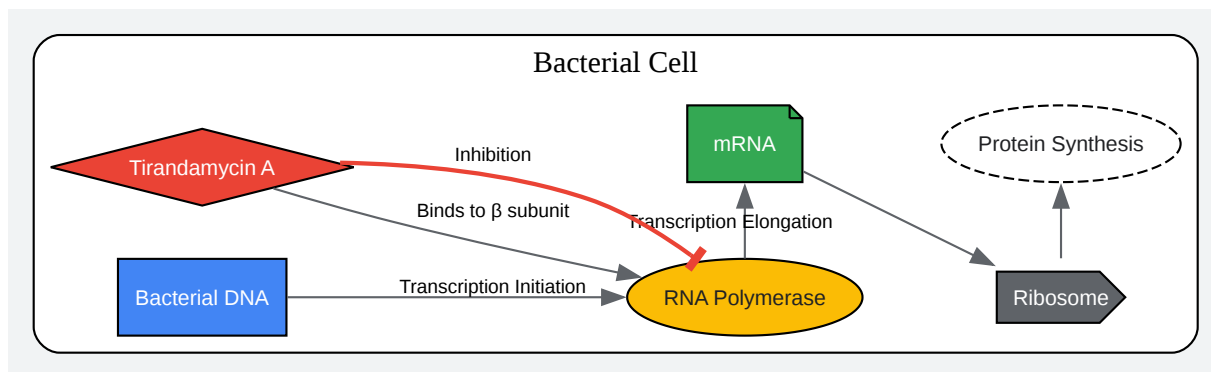 Bacterial Cell
Tirandamycin A
Inhibition
mRNA
Protein Synthesis
Binds to β subunit
Transcription Elongation
Bacterial DNA
Transcription Initiation
RNA Polymerase
Ribosome